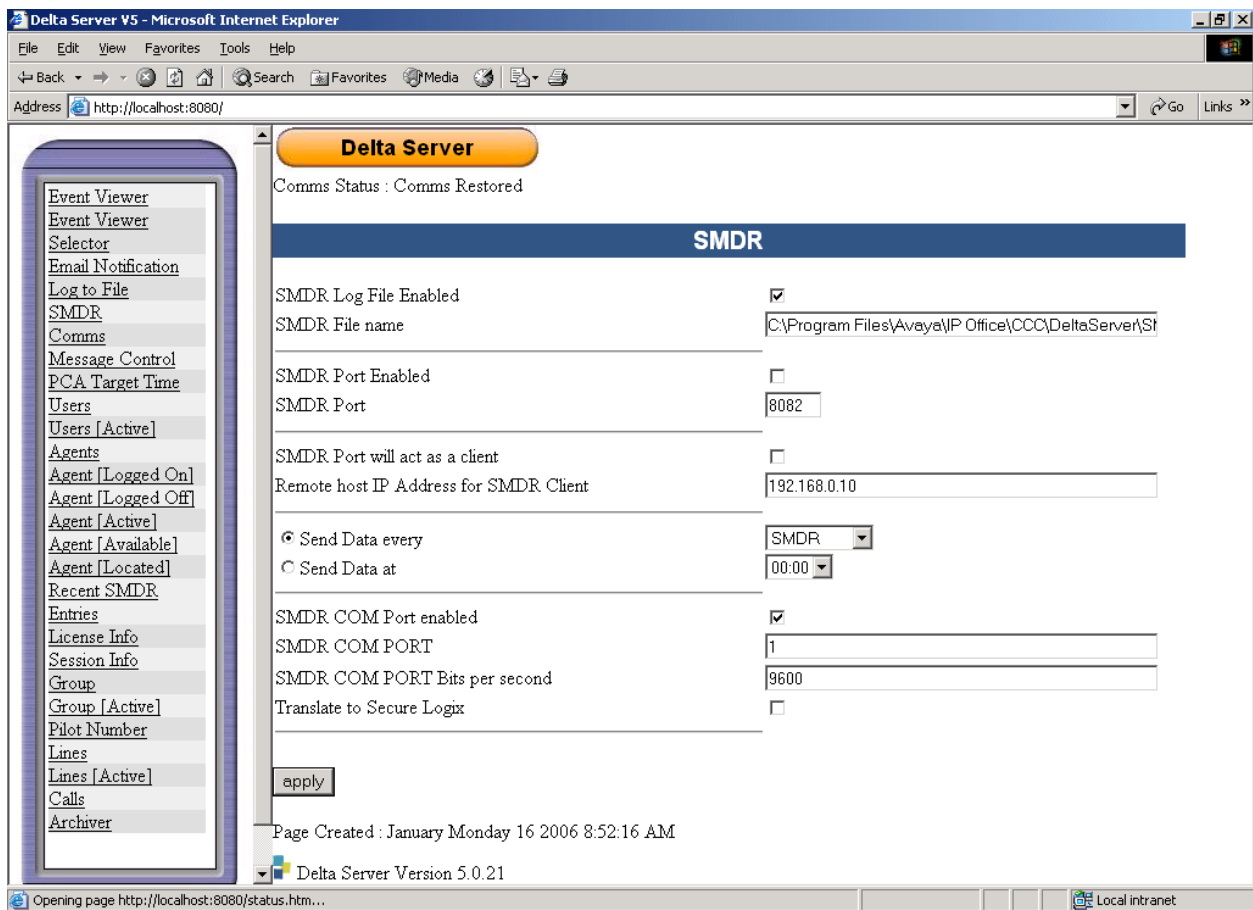 Delta Server V5 - Microsoft Internet Explorer
File Edit View Favorites Tools Help
Back Search Favorites Media
Address http://localhost:8080/ Go Links »
Event Viewer
Event Viewer
Selector
Email Notification
Log to File
SMDR
Comms
Message Control
PCA Target Time
Users
Users [Active]
Agents
Agent [Logged On]
Agent [Logged Off]
Agent [Active]
Agent [Available]
Agent [Located]
Recent SMDR
Entries
License Info
Session Info
Group
Group [Active]
Pilot Number
Lines
Lines [Active]
Calls
Archiver
Delta Server
Comms Status : Comms Restored
SMDR
SMDR Log File Enabled
SMDR File name C:\Program Files\Avaya\IP Office\CCC\DeltaServer\
SMDR Port Enabled
SMDR Port 8082
SMDR Port will act as a client
Remote host IP Address for SMDR Client 192.168.0.10
Send Data every SMDR
Send Data at 00:00
SMDR COM Port enabled
SMDR COM PORT 1
SMDR COM PORT Bits per second 9600
Translate to Secure Logix
apply
Page Created : January Monday 16 2006 8:52:16 AM
Delta Server Version 5.0.21
Opening page http://localhost:8080/status.htm... Local intranet